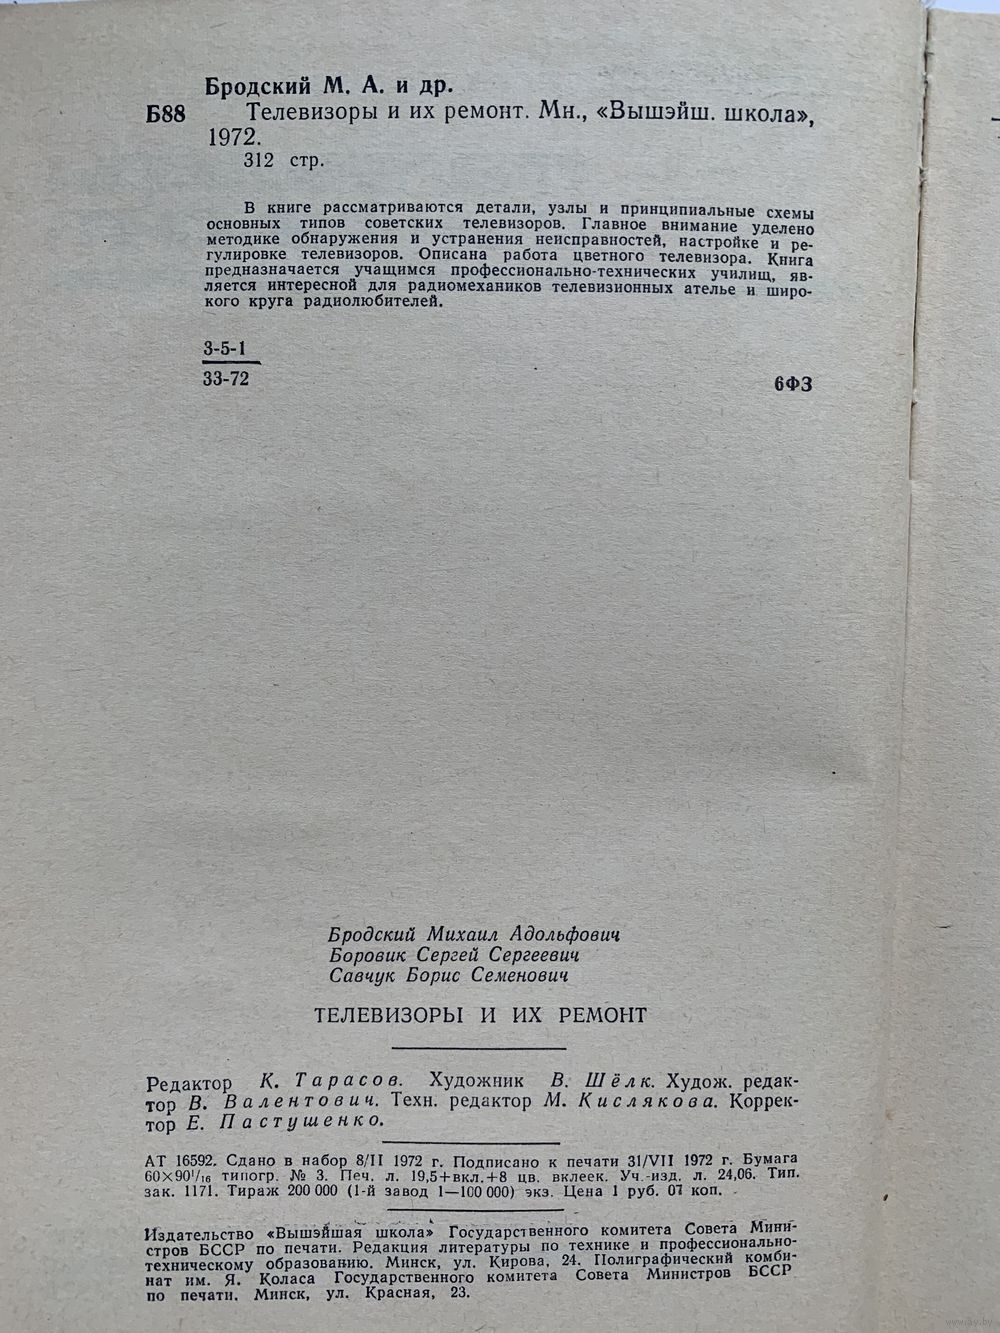 Бродский М. А. и др.
Б88 Телевизоры и их ремонт. Мн., «Вышэйш. школа»,
1972.
312 стр.
В книге рассматриваются детали, узлы и принципиальные схемы
основных типов советских телевизоров. Главное внимание уделено
методике обнаружения и устранения неисправностей, настройке и ре-
гулировке телевизоров. Описана работа цветного телевизора. Книга
предназначается учащимся профессионально-технических училищ, яв-
ляется интересной для радиомехаников телевизионных ателье и широ-
кого круга радиолюбителей.
3-5-1
33-72
6Ф3
Бродский Михаил Адольфович
Боровик Сергей Сергеевич
Савчук Борис Семенович
ТЕЛЕВИЗОРЫ И ИХ РЕМОНТ
Редактор К. Тарасов. Художник В. Шёлк. Худож. редак-
тор В. Валентович. Техн. редактор М. Кислякова. Коррек-
тор Е. Пастушенко.
АТ 16592. Сдано в набор 8/II 1972 г. Подписано к печати 31/VII 1972 г. Бумага
60×90¹/₁₆ типогр. № 3. Печ. л. 19,5+вкл.+8 цв. вклеек. Уч.-изд. л. 24,06. Тип.
зак. 1171. Тираж 200 000 (1-й завод 1—100 000) экз. Цена 1 руб. 07 коп.
Издательство «Вышэйшая школа» Государственного комитета Совета Мини-
стров БССР по печати. Редакция литературы по технике и профессионально-
техническому образованию. Минск, ул. Кирова, 24. Полиграфический комби-
нат им. Я. Коласа Государственного комитета Совета Министров БССР
по печати. Минск, ул. Красная, 23.
www.ay.by